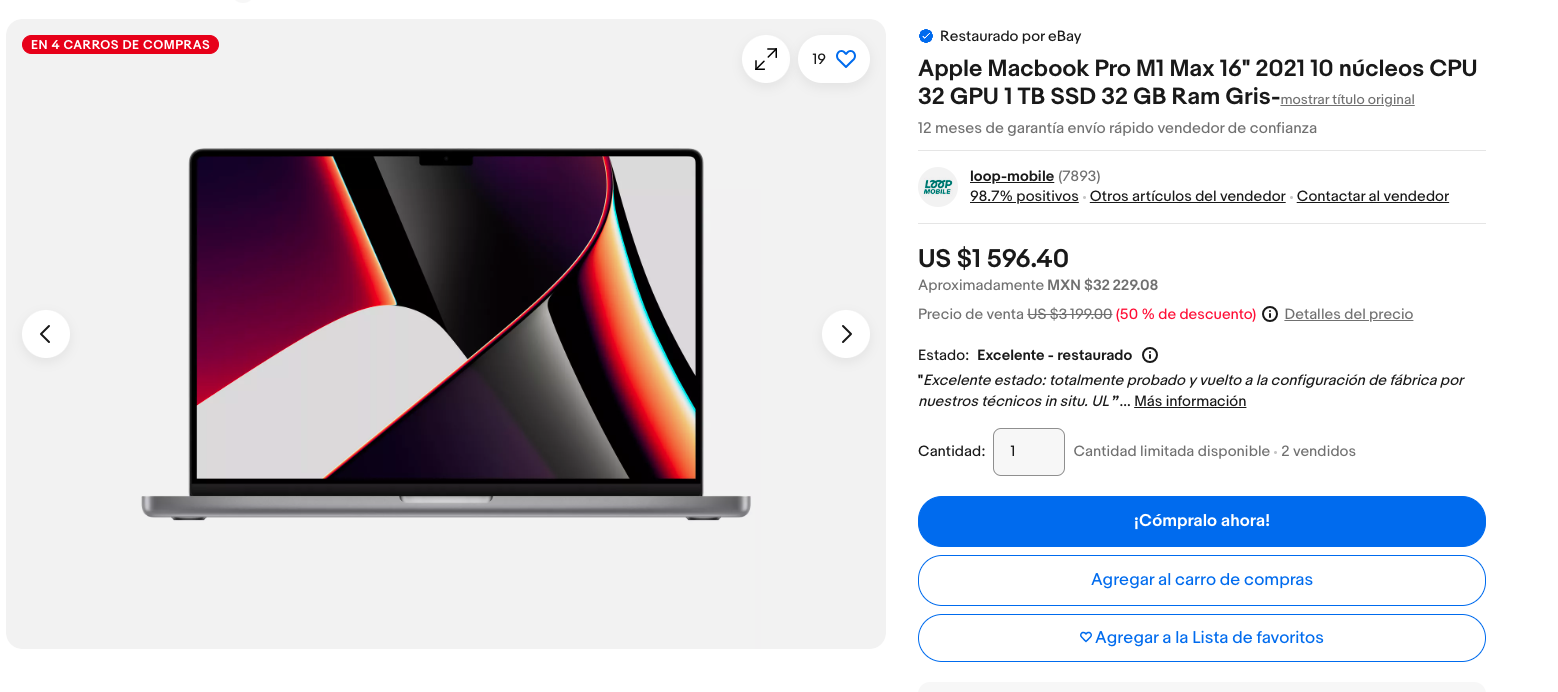 EN 4 CARROS DE COMPRAS
19
Restaurado por eBay
Apple Macbook Pro M1 Max 16" 2021 10 núcleos CPU
32 GPU 1 TB SSD 32 GB Ram Gris-mostrar título original
12 meses de garantía envío rápido vendedor de confianza
LOOP
MOBILE
loop-mobile (7893)
98.7% positivos · Otros artículos del vendedor · Contactar al vendedor
US $1 596.40
Aproximadamente MXN $32 229.08
Precio de venta US $3 199.00 (50 % de descuento) Detalles del precio
Estado: Excelente - restaurado
"Excelente estado: totalmente probado y vuelto a la configuración de fábrica por
nuestros técnicos in situ. UL"... Más información
Cantidad: 1 Cantidad limitada disponible · 2 vendidos
¡Cómpralo ahora!
Agregar al carro de compras
Agregar a la Lista de favoritos